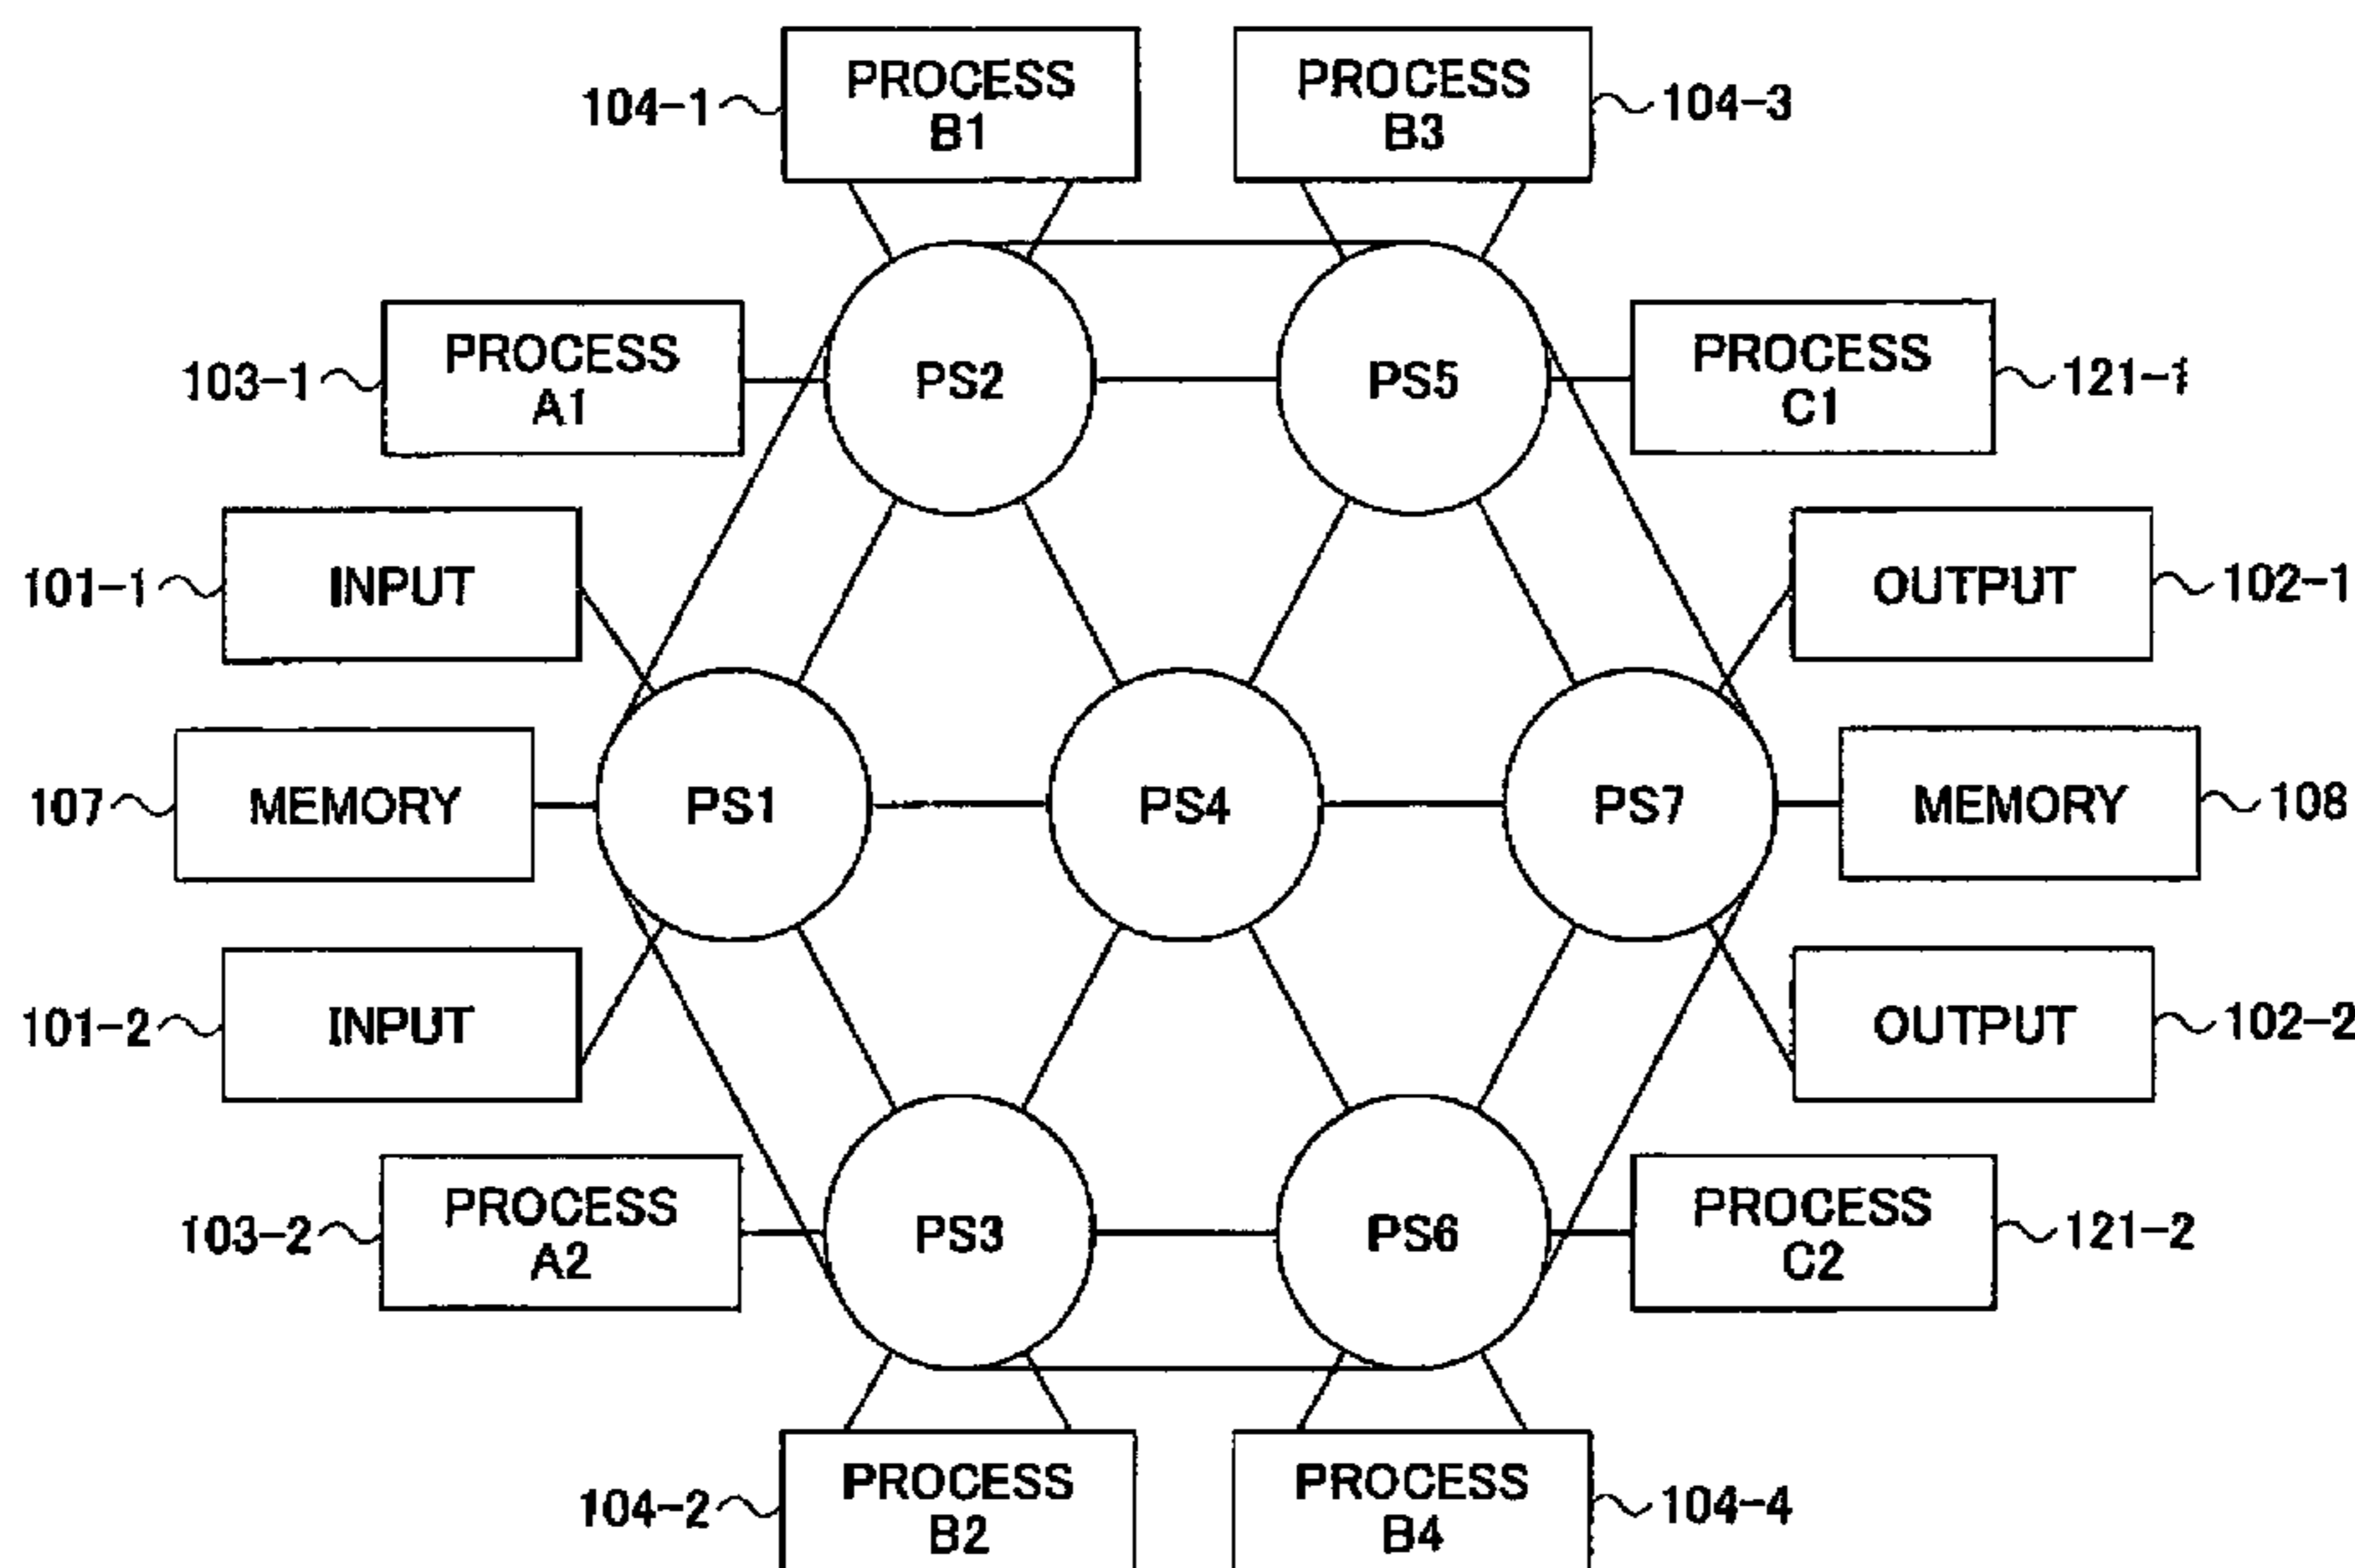 104-1
PROCESS
B1
PROCESS
B3
104-3
103-1
PROCESS
A1
PS2
PS5
PROCESS
C1
121-1
101-1
INPUT
OUTPUT
102-1
107
MEMORY
PS1
PS4
PS7
MEMORY
108
101-2
INPUT
OUTPUT
102-2
103-2
PROCESS
A2
PS3
PS6
PROCESS
C2
121-2
104-2
PROCESS
B2
PROCESS
B4
104-4